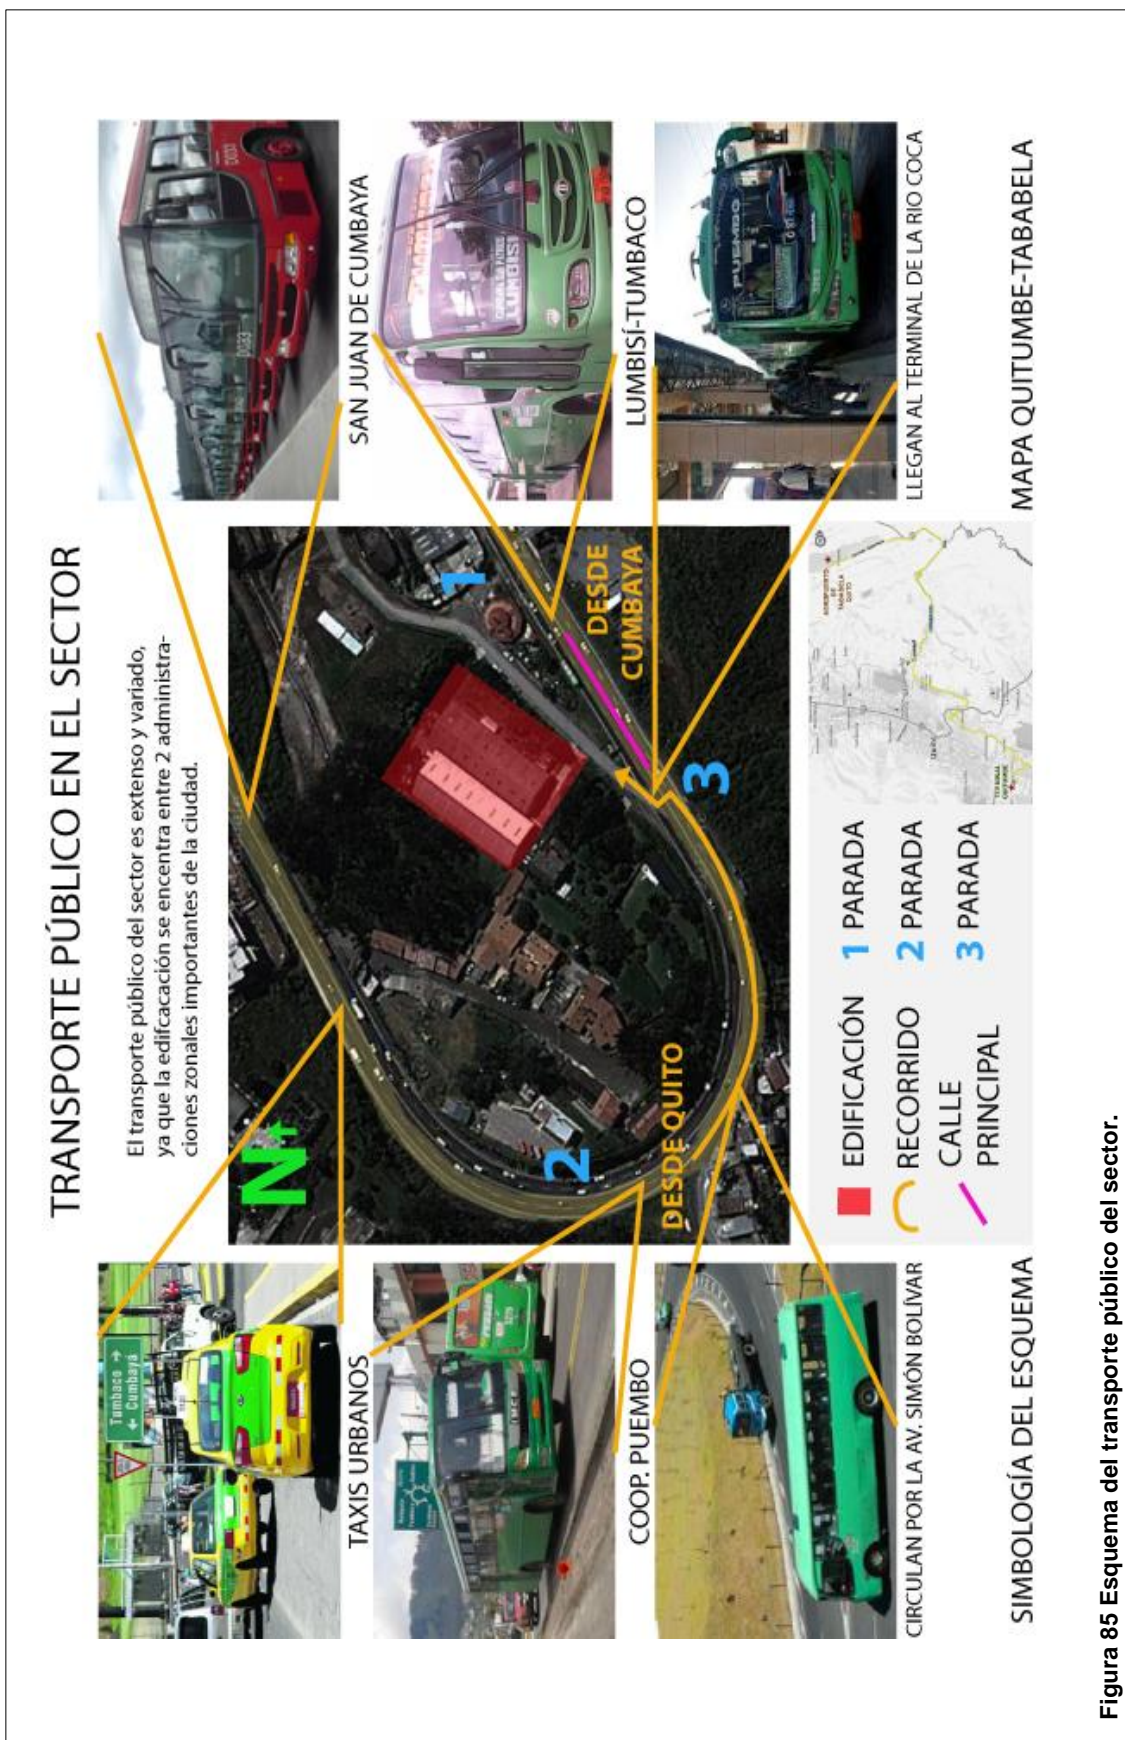 TRANSPORTE PÚBLICO EN EL SECTOR
El transporte público del sector es extenso y variado,
ya que la edifcacación se encentra entre 2 administra-
ciones zonales importantes de la ciudad.
N
Tumbaco →
← Cumbayá
TAXIS URBANOS
COOP. PUEMBO
CIRCULAN POR LA AV. SIMÓN BOLÍVAR
1
2
3
DESDE QUITO
DESDE
CUMBAYA
D033
D033
SAN JUAN DE CUMBAYA
LUMBISI
LUMBISÍ-TUMBACO
PUEMBO
LLEGAN AL TERMINAL DE LA RIO COCA
EDIFICACIÓN
RECORRIDO
CALLE
PRINCIPAL
1 PARADA
2 PARADA
3 PARADA
SIMBOLOGÍA DEL ESQUEMA
MAPA QUITUMBE-TABABELA
Figura 85 Esquema del transporte público del sector.